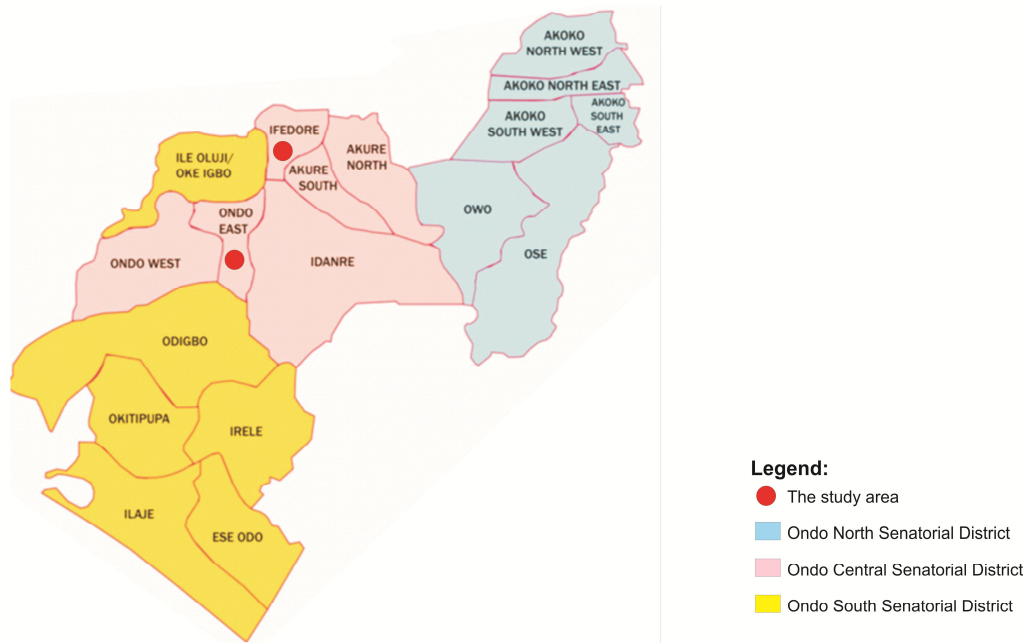 AKOKO
NORTH WEST
AKOKO NORTH EAST
AKOKO
SOUTH WEST
AKOKO
SOUTH
EAST
IFEDORE
AKURE
NORTH
ILE OLUJI/
OKE IGBO
AKURE
SOUTH
ONDO
EAST
OWO
OSE
ONDO WEST
IDANRE
ODIGBO
OKITIPUPA
IRELE
ILAJE
ESE ODO
Legend:
The study area
Ondo North Senatorial District
Ondo Central Senatorial District
Ondo South Senatorial District